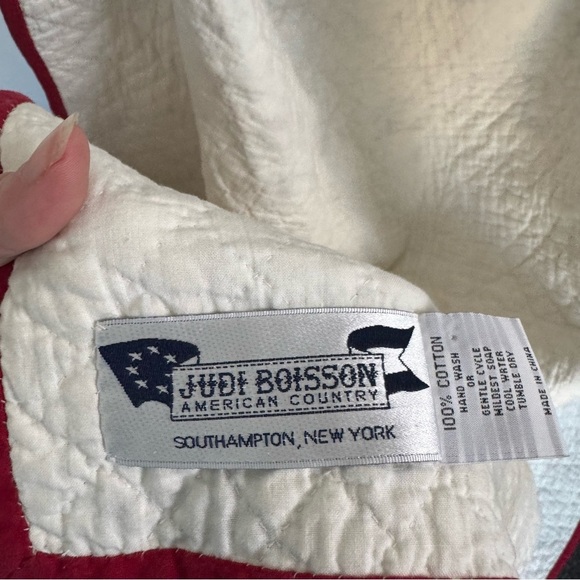 JUDI BOISSON
AMERICAN COUNTRY
SOUTHAMPTON, NEW YORK
100% COTTON
HAND WASH
OR
GENTLE CYCLE
MILDEST SOAP
COOL WATER
TUMBLE DRY
MADE IN CHINA